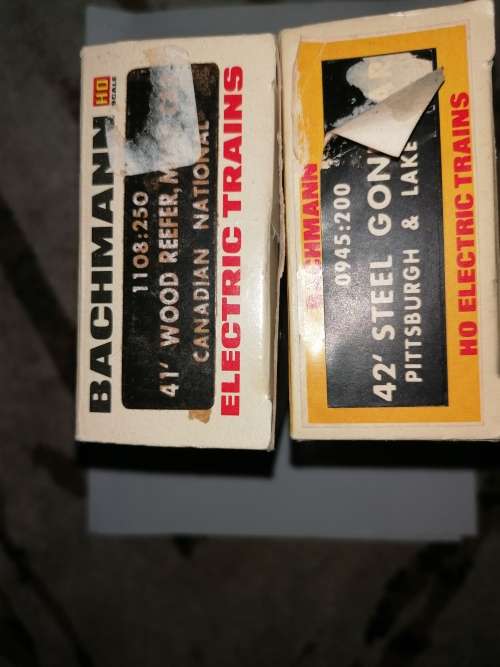 BACHMANN HO SCALE
1108:250
41' WOOD REEFER,
CANADIAN NATIONAL
ELECTRIC TRAINS
CHMANN
0945:200
42' STEEL GON
PITTSBURGH & LAKE
HO ELECTRIC TRAINS